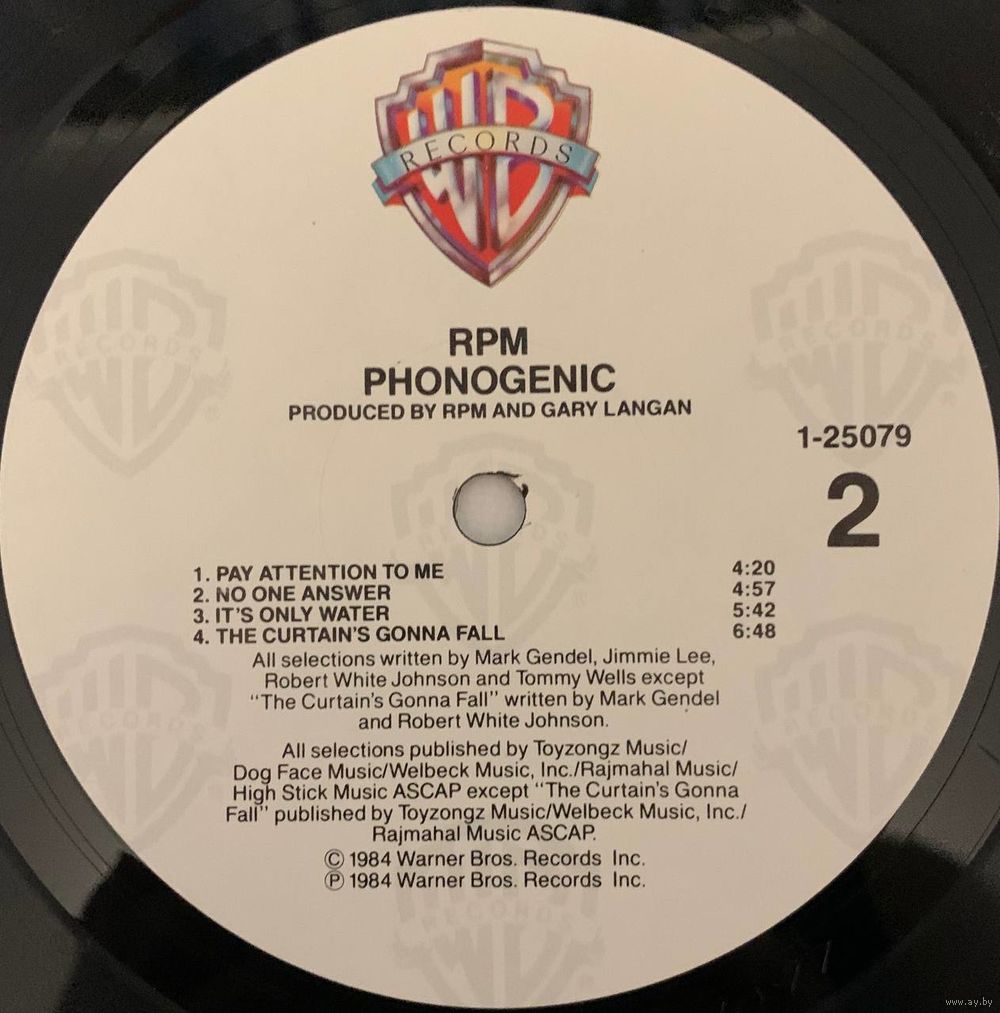 WB
RECORDS
RPM
PHONOGENIC
PRODUCED BY RPM AND GARY LANGAN
1-25079
2
1. PAY ATTENTION TO ME 4:20
2. NO ONE ANSWER 4:57
3. IT'S ONLY WATER 5:42
4. THE CURTAIN'S GONNA FALL 6:48
All selections written by Mark Gendel, Jimmie Lee,
Robert White Johnson and Tommy Wells except
"The Curtain's Gonna Fall" written by Mark Gendel
and Robert White Johnson.
All selections published by Toyzongz Music/
Dog Face Music/Welbeck Music, Inc./Rajmahal Music/
High Stick Music ASCAP except "The Curtain's Gonna
Fall" published by Toyzongz Music/Welbeck Music, Inc./
Rajmahal Music ASCAP.
© 1984 Warner Bros. Records Inc.
℗ 1984 Warner Bros. Records Inc.
www.ay.by